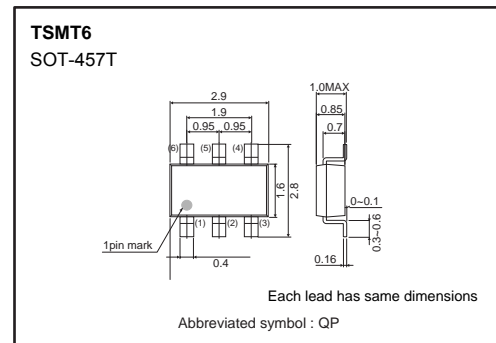 TSMT6
SOT-457T
1.0MAX
2.9
0.85
1.9
0.7
0.95 0.95
(6) (5) (4)
1.6
2.8
0~0.1
0.3~0.6
(1) (2) (3)
1pin mark
0.4
0.16
Each lead has same dimensions
Abbreviated symbol : QP